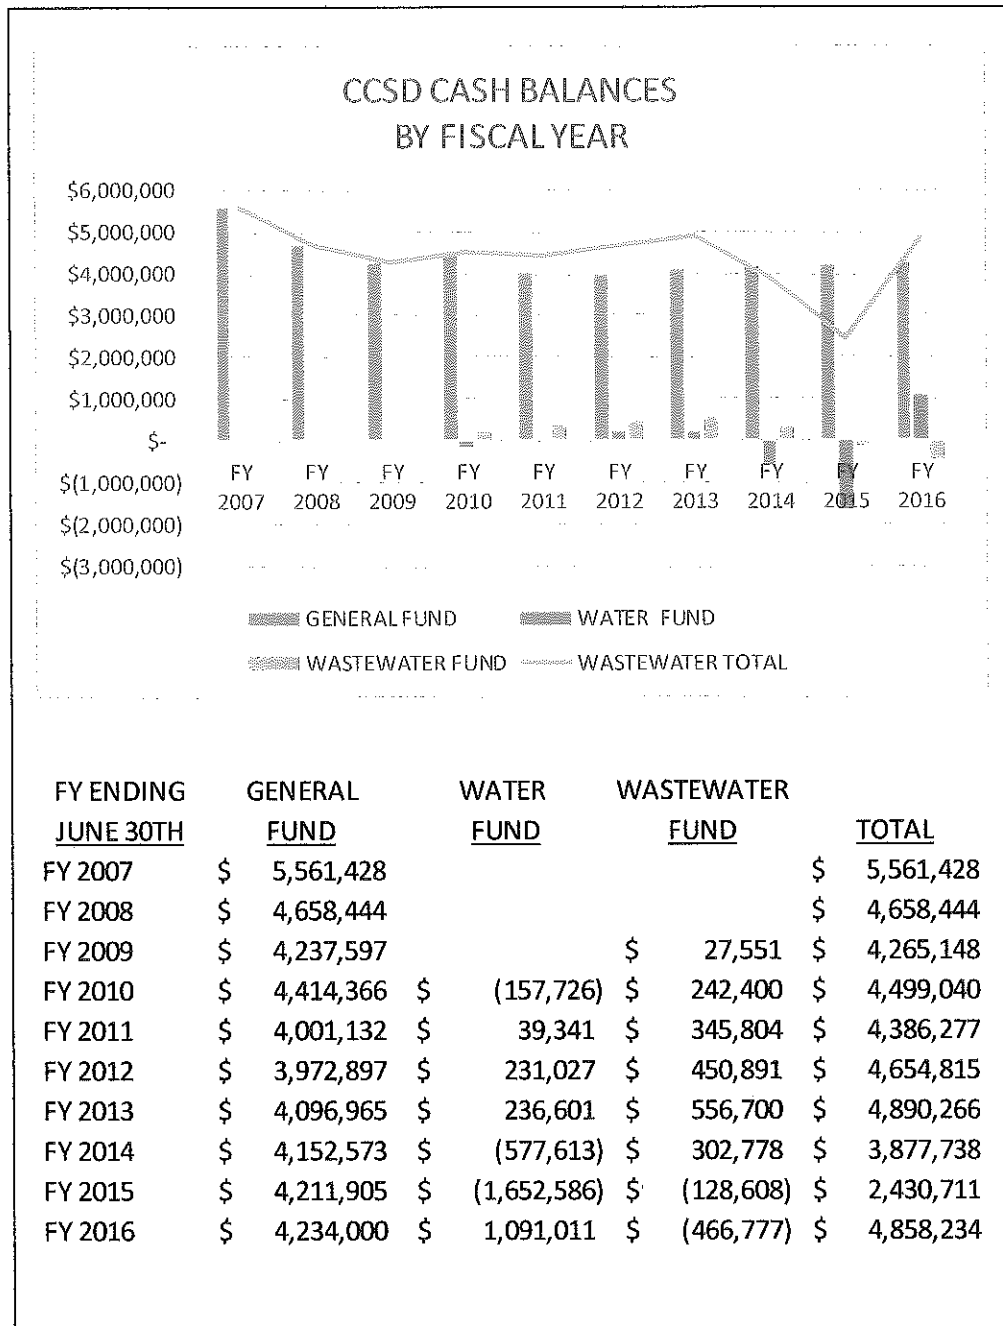 CCSD CASH BALANCES
BY FISCAL YEAR
$6,000,000
$5,000,000
$4,000,000
$3,000,000
$2,000,000
$1,000,000
$-
$(1,000,000)
$(2,000,000)
$(3,000,000)
FY FY FY FY FY FY FY FY FY FY
2007 2008 2009 2010 2011 2012 2013 2014 2015 2016
GENERAL FUND WATER FUND
WASTEWATER FUND WASTEWATER TOTAL
FY ENDING GENERAL WATER WASTEWATER
JUNE 30TH FUND FUND FUND TOTAL
FY 2007 $ 5,561,428 $ 5,561,428
FY 2008 $ 4,658,444 $ 4,658,444
FY 2009 $ 4,237,597 $ 27,551 $ 4,265,148
FY 2010 $ 4,414,366 $ (157,726) $ 242,400 $ 4,499,040
FY 2011 $ 4,001,132 $ 39,341 $ 345,804 $ 4,386,277
FY 2012 $ 3,972,897 $ 231,027 $ 450,891 $ 4,654,815
FY 2013 $ 4,096,965 $ 236,601 $ 556,700 $ 4,890,266
FY 2014 $ 4,152,573 $ (577,613) $ 302,778 $ 3,877,738
FY 2015 $ 4,211,905 $ (1,652,586) $ (128,608) $ 2,430,711
FY 2016 $ 4,234,000 $ 1,091,011 $ (466,777) $ 4,858,234